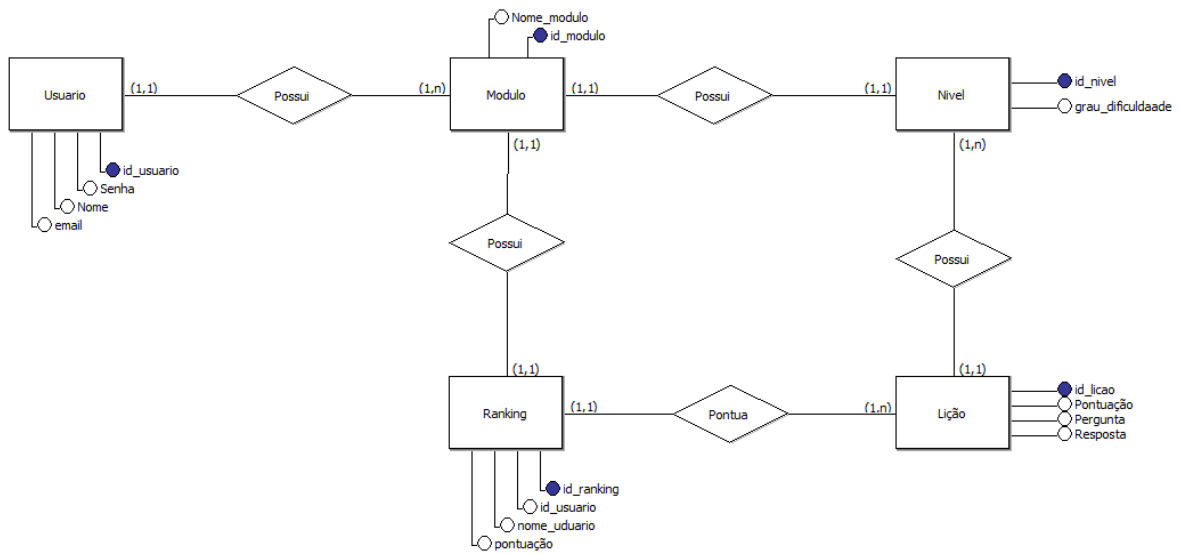 Nome_modulo
id_modulo
Usuario
(1,1)
Possui
(1,n)
Modulo
(1,1)
Possui
(1,1)
Nivel
id_nivel
grau_dificuldaade
(1,1)
(1,n)
id_usuario
Senha
Nome
email
Possui
Possui
(1,1)
(1,1)
Ranking
(1,1)
Pontua
(1,n)
Lição
id_licao
Pontuação
Pergunta
Resposta
id_ranking
id_usuario
nome_uduario
pontuação